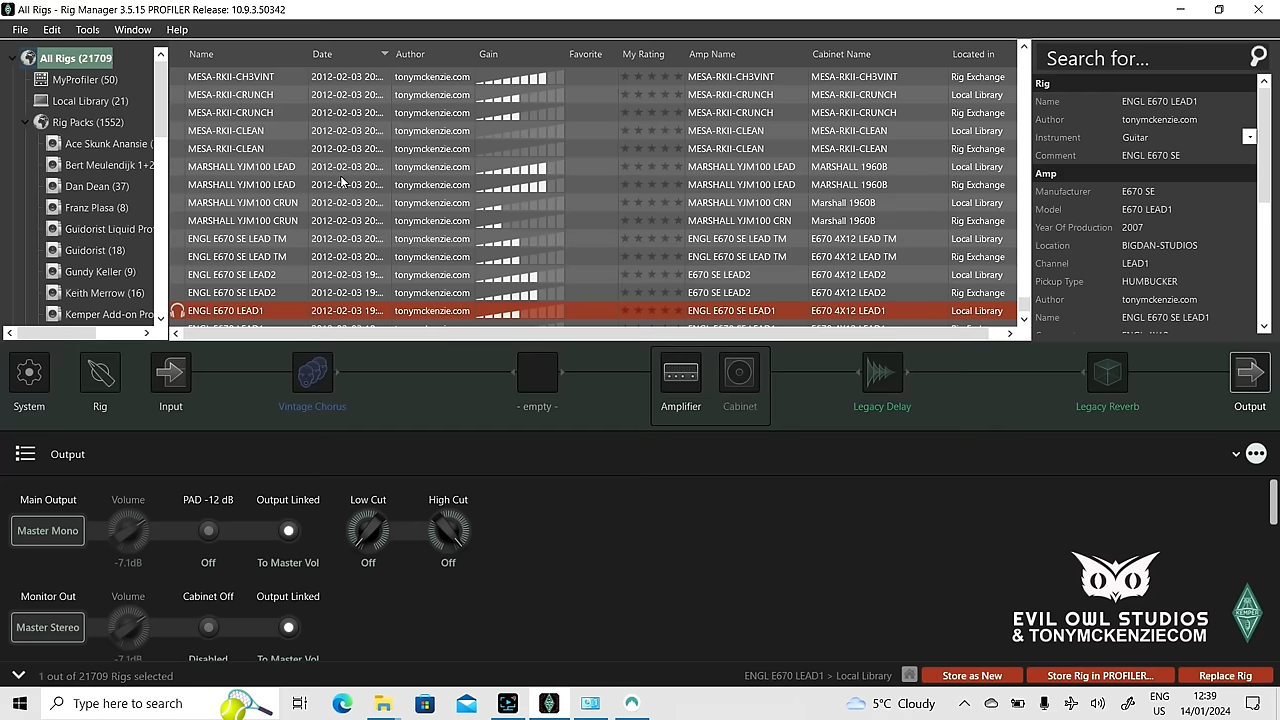 All Rigs - Rig Manager 3.5.15 PROFILER Release: 10.9.3.50342
File Edit Tools Window Help
All Rigs (21709
MyProfiler (50)
Local Library (21)
Rig Packs (1552)
Ace Skunk Anansie (
Bert Meulendijk 1+2
Dan Dean (37)
Franz Plasa (8)
Guidorist Liquid Pro
Guidorist (18)
Gundy Keller (9)
Keith Merrow (16)
Kemper Add-on Pro
Name Date Author Gain Favorite My Rating Amp Name Cabinet Name Located in
MESA-RKII-CH3VINT 2012-02-03 20:... tonymckenzie.com MESA-RKII-CH3VINT MESA-RKII-CH3VINT Rig Exchange
MESA-RKII-CRUNCH 2012-02-03 20:... tonymckenzie.com MESA-RKII-CRUNCH MESA-RKII-CRUNCH Local Library
MESA-RKII-CRUNCH 2012-02-03 20:... tonymckenzie.com MESA-RKII-CRUNCH MESA-RKII-CRUNCH Rig Exchange
MESA-RKII-CLEAN 2012-02-03 20:... tonymckenzie.com MESA-RKII-CLEAN MESA-RKII-CLEAN Local Library
MESA-RKII-CLEAN 2012-02-03 20:... tonymckenzie.com MESA-RKII-CLEAN MESA-RKII-CLEAN Rig Exchange
MARSHALL YJM100 LEAD 2012-02-03 20:... tonymckenzie.com MARSHALL YJM100 LEAD MARSHALL 1960B Local Library
MARSHALL YJM100 LEAD 2012-02-03 20:... tonymckenzie.com MARSHALL YJM100 LEAD MARSHALL 1960B Rig Exchange
MARSHALL YJM100 CRUN 2012-02-03 20:... tonymckenzie.com MARSHALL YJM100 CRN Marshall 1960B Local Library
MARSHALL YJM100 CRUN 2012-02-03 20:... tonymckenzie.com MARSHALL YJM100 CRN Marshall 1960B Rig Exchange
ENGL E670 SE LEAD TM 2012-02-03 20:... tonymckenzie.com ENGL E670 SE LEAD TM E670 4X12 LEAD TM Local Library
ENGL E670 SE LEAD TM 2012-02-03 20:... tonymckenzie.com ENGL E670 SE LEAD TM E670 4X12 LEAD TM Rig Exchange
ENGL E670 SE LEAD2 2012-02-03 19:... tonymckenzie.com E670 SE LEAD2 E670 4X12 LEAD2 Local Library
ENGL E670 SE LEAD2 2012-02-03 19:... tonymckenzie.com E670 SE LEAD2 E670 4X12 LEAD2 Rig Exchange
ENGL E670 LEAD1 2012-02-03 19:... tonymckenzie.com ENGL E670 SE LEAD1 E670 4X12 LEAD1 Local Library
Search for...
Rig
Name ENGL E670 LEAD1
Author tonymckenzie.com
Instrument Guitar
Comment ENGL E670 SE
Amp
Manufacturer E670 SE
Model E670 LEAD1
Year Of Production 2007
Location BIGDAN-STUDIOS
Channel LEAD1
Pickup Type HUMBUCKER
Author tonymckenzie.com
Name ENGL E670 SE LEAD1
System Rig Input Vintage Chorus - empty - Amplifier Cabinet Legacy Delay Legacy Reverb Output
Output
Main Output Volume PAD -12 dB Output Linked Low Cut High Cut
Master Mono
-7.1dB Off To Master Vol Off Off
Monitor Out Volume Cabinet Off Output Linked
Master Stereo
-7.1dB Disabled To Master Vol
EVIL OWL STUDIOS
& TONYMCKENZIECOM
KEMPER
1 out of 21709 Rigs selected
ENGL E670 LEAD1 > Local Library Store as New Store Rig in PROFILER... Replace Rig
Type here to search
5°C Cloudy
ENG
US
12:39
14/01/2024